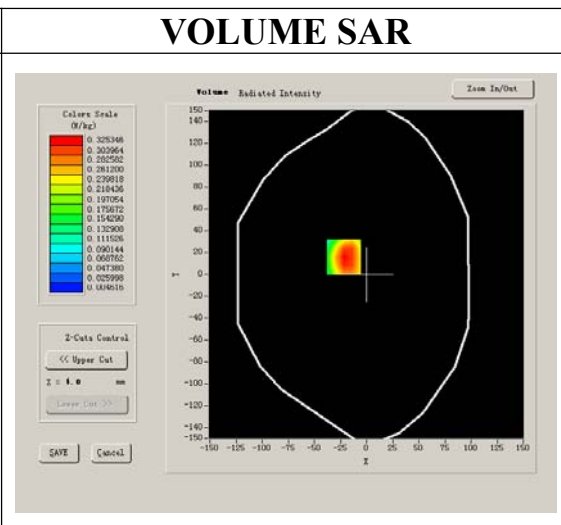 VOLUME SAR
Volume Radiated Intensity
Zoom In/Out
Colors Scale
(W/kg)
0.325346
0.303964
0.282582
0.261200
0.239818
0.218436
0.197054
0.175672
0.154290
0.132908
0.111526
0.090144
0.068762
0.047380
0.025998
0.004616
Z-Cuts Control
<< Upper Cut
Z = 4.0 mm
Lower Cut >>
SAVE Cancel
150
140
120
100
80
60
40
20
Y 0
-20
-40
-60
-80
-100
-120
-140
-150
-150 -125 -100 -75 -50 -25 0 25 50 75 100 125 150
X